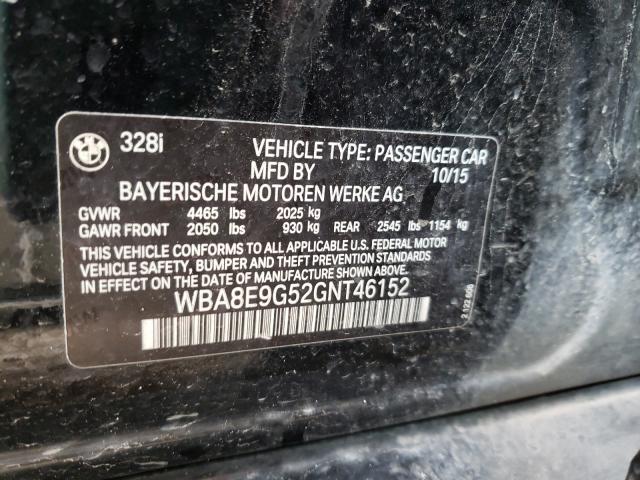 BMW
328i VEHICLE TYPE: PASSENGER CAR
MFD BY 10/15
BAYERISCHE MOTOREN WERKE AG
GVWR 4465 lbs 2025 kg
GAWR FRONT 2050 lbs 930 kg REAR 2545 lbs 1154 kg
THIS VEHICLE CONFORMS TO ALL APPLICABLE U.S. FEDERAL MOTOR
VEHICLE SAFETY, BUMPER AND THEFT PREVENTION STANDARDS
IN EFFECT ON THE DATE OF MANUFACTURE SHOWN ABOVE.
WBA8E9G52GNT46152